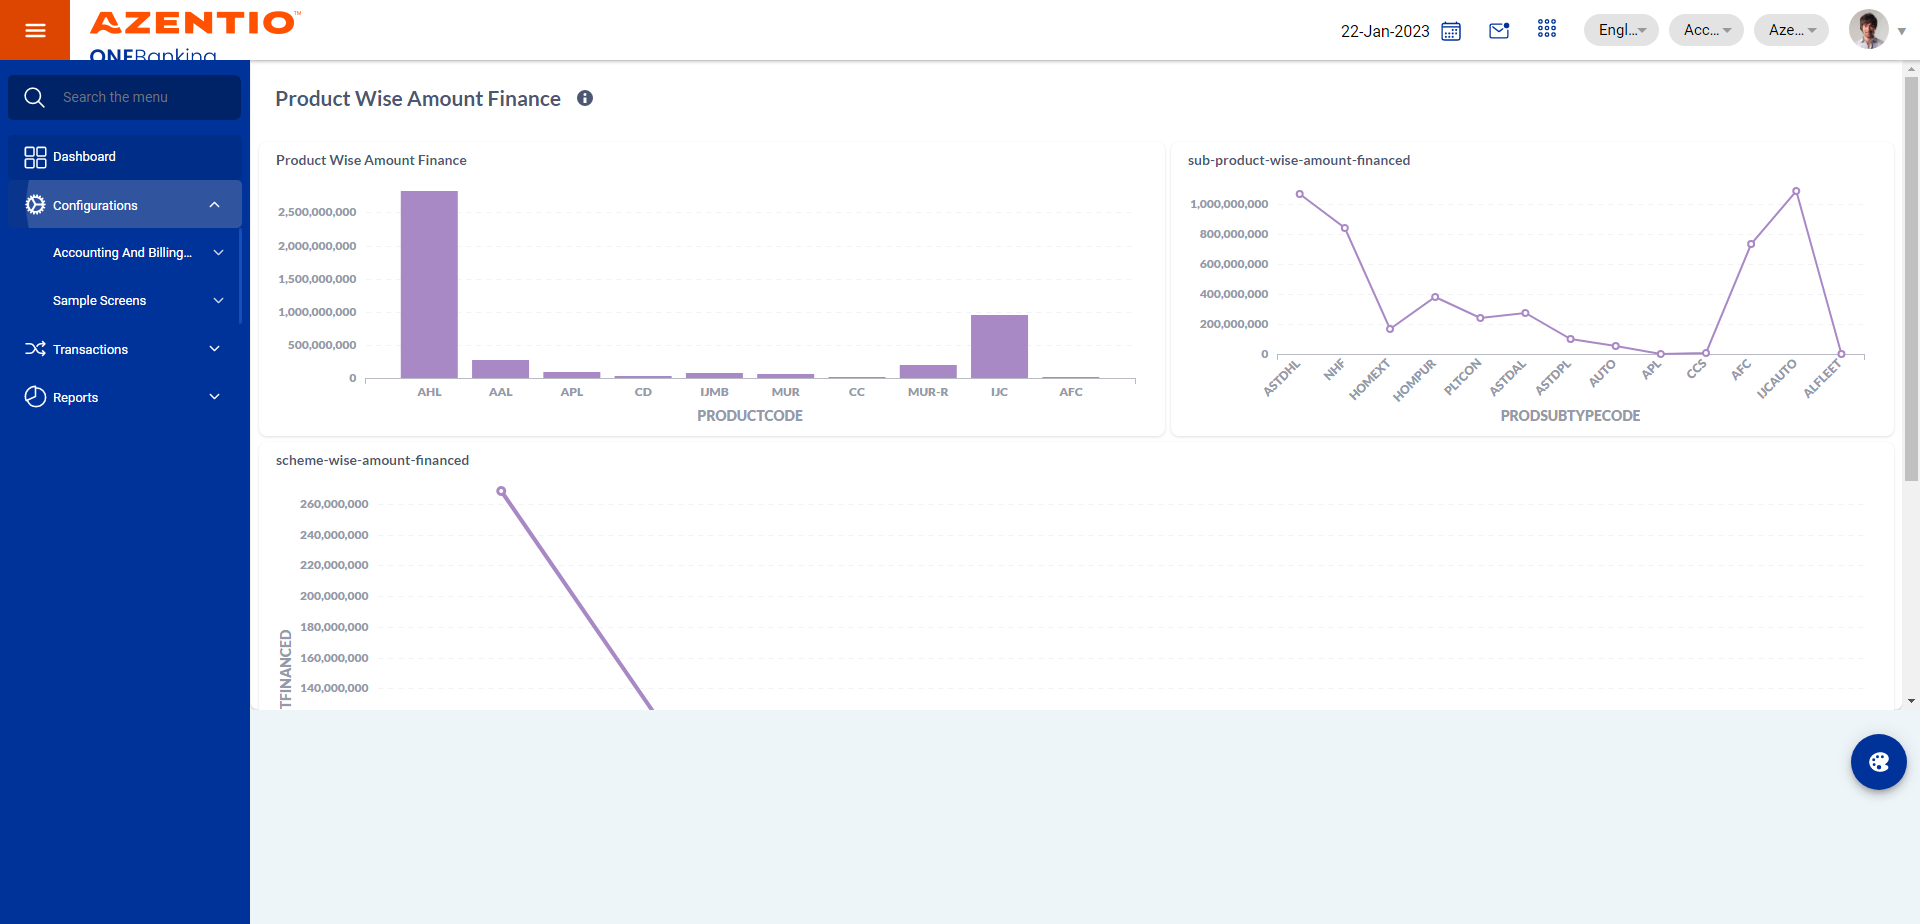 AZENTIO™
ONEBanking
22-Jan-2023
Engl...
Acc...
Aze...
Search the menu
Dashboard
Configurations
Accounting And Billing...
Sample Screens
Transactions
Reports
Product Wise Amount Finance
Product Wise Amount Finance
2,500,000,000
2,000,000,000
1,500,000,000
1,000,000,000
500,000,000
0
AHL AAL APL CD IJMB MUR CC MUR-R IJC AFC
PRODUCTCODE
sub-product-wise-amount-financed
1,000,000,000
800,000,000
600,000,000
400,000,000
200,000,000
0
ASTDHL NHF HOMEXT HOMPUR PLTCON ASTDAL ASTDPL AUTO APL CCS AFC IJCAUTO ALFLEET
PRODSUBTYPECODE
scheme-wise-amount-financed
260,000,000
240,000,000
220,000,000
200,000,000
180,000,000
160,000,000
140,000,000
TFINANCED